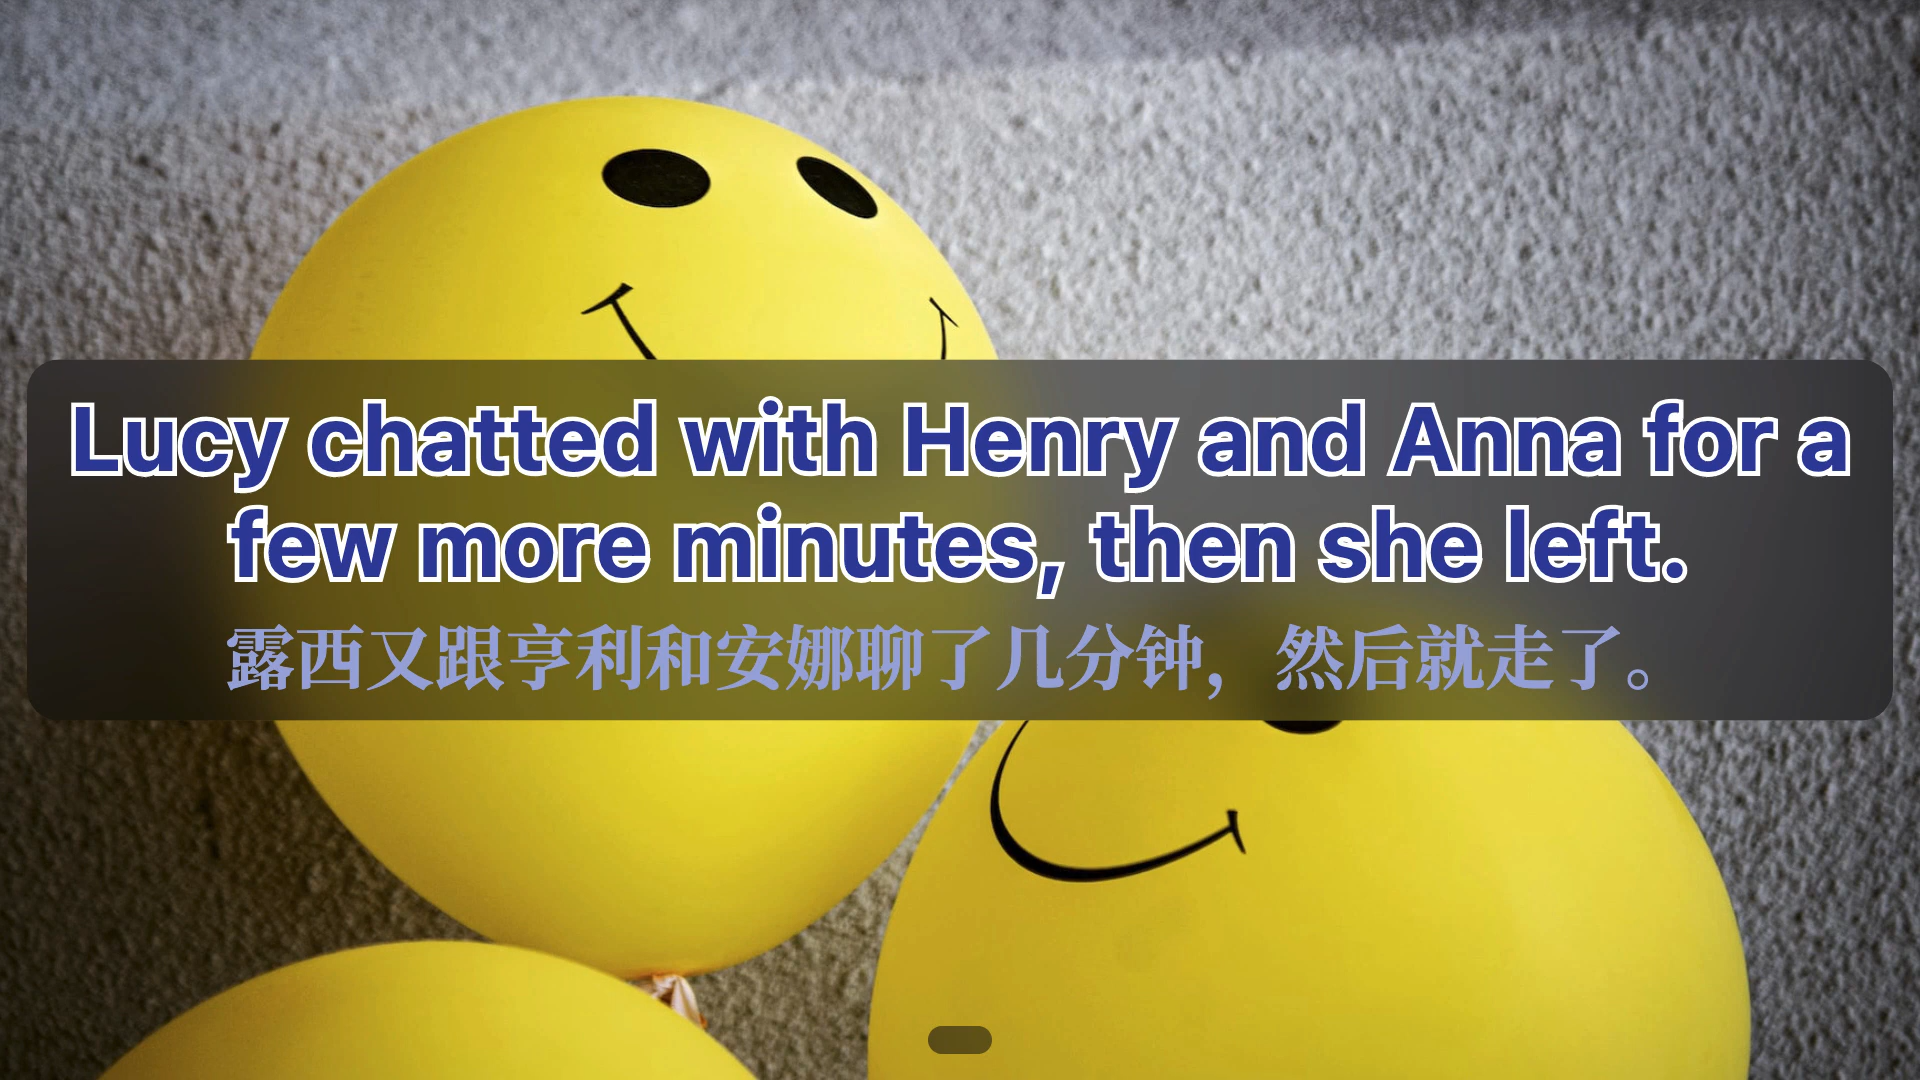 Lucy chatted with Henry and Anna for a
few more minutes, then she left.
露西又跟亨利和安娜聊了几分钟，然后就走了。